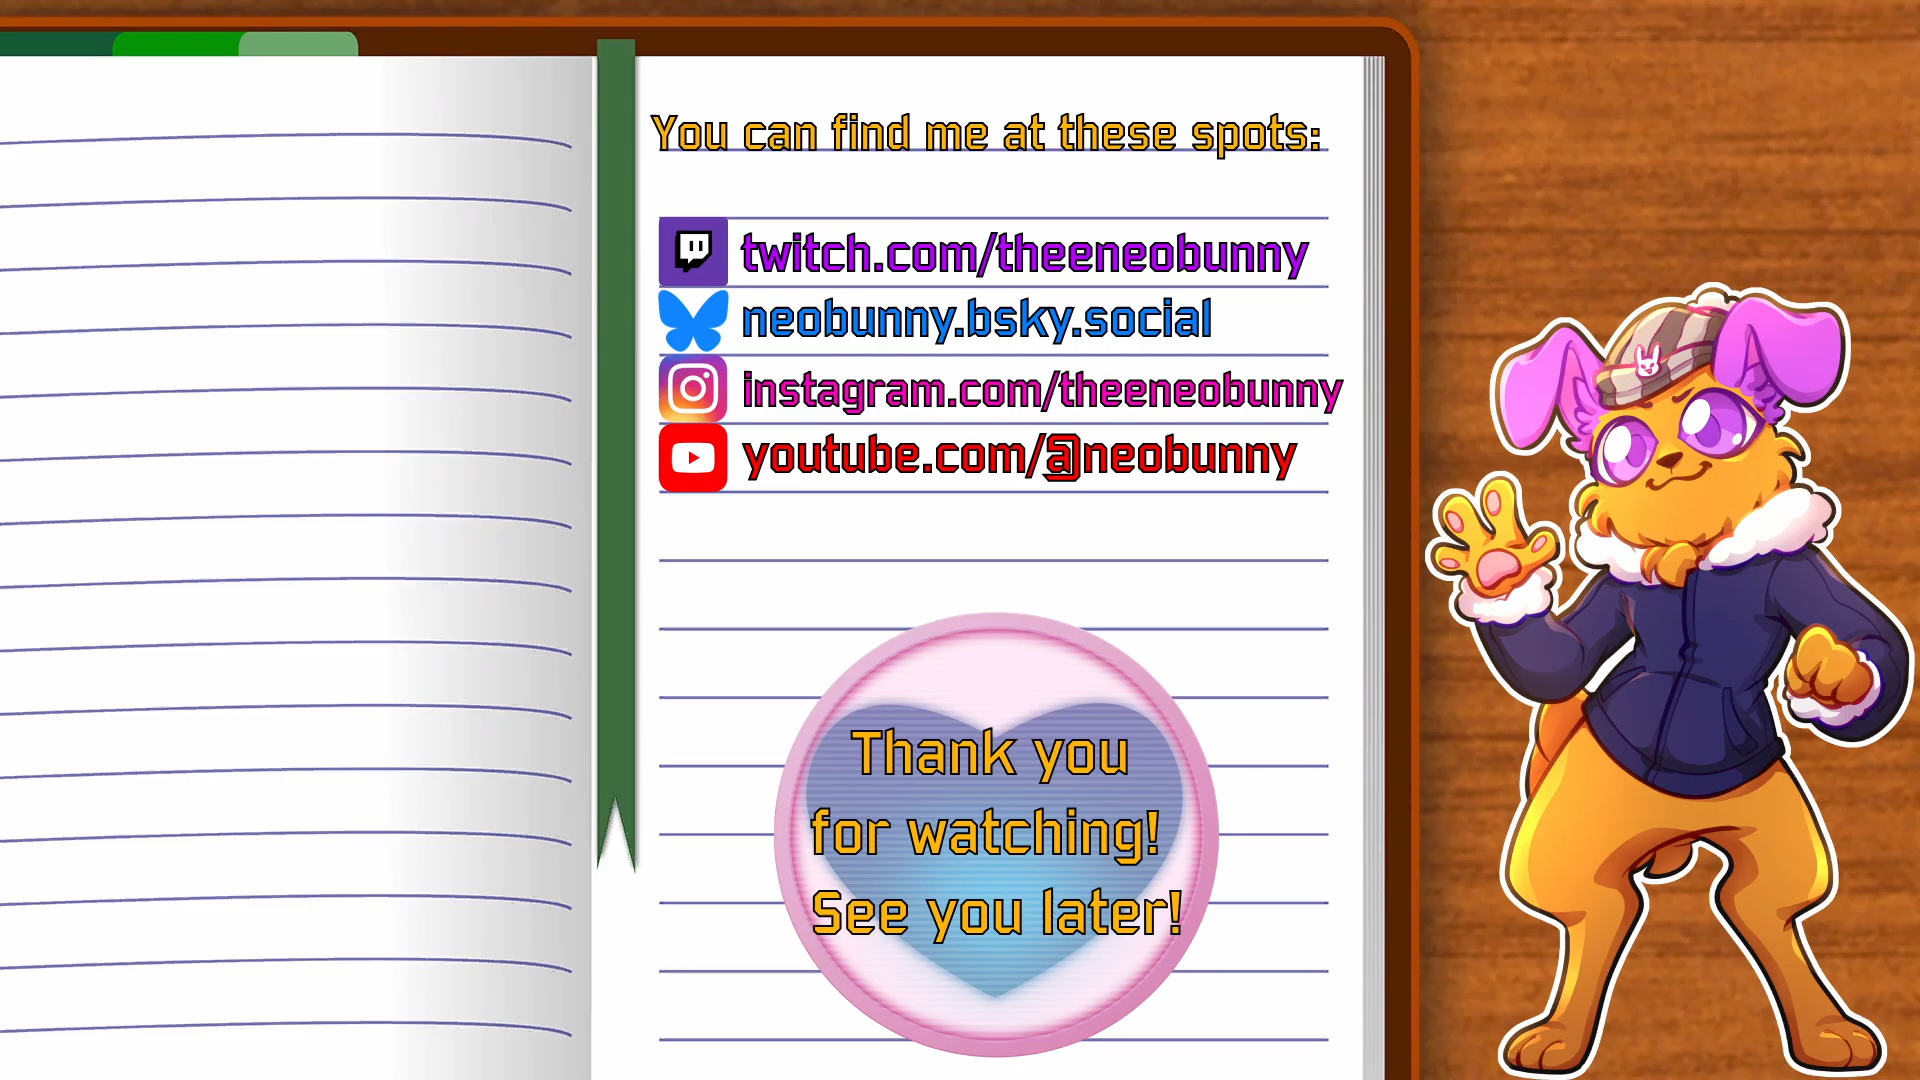 You can find me at these spots:
twitch.com/theeneobunny
neobunny.bsky.social
instagram.com/theeneobunny
youtube.com/@neobunny
Thank you
for watching!
See you later!